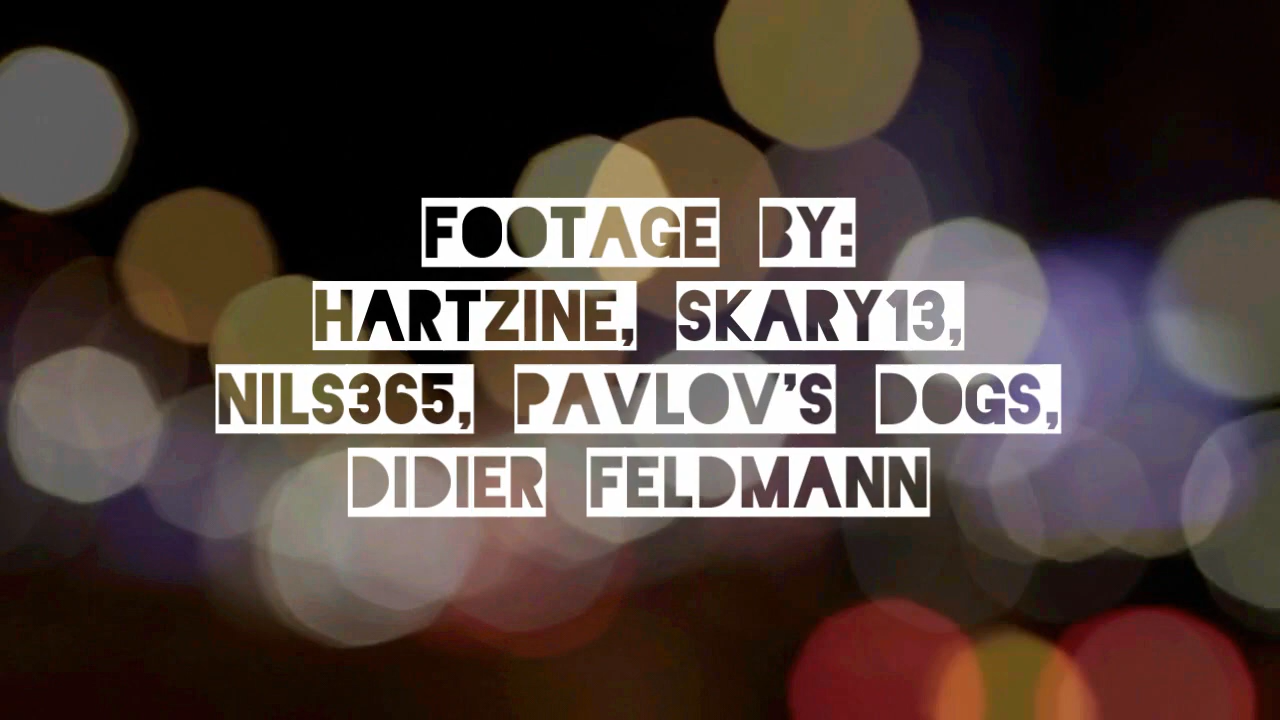 FOOTAGE BY:
HARTZINE, SKARY13,
NILS365, PAVLOV'S DOGS,
DIDIER FELDMANN